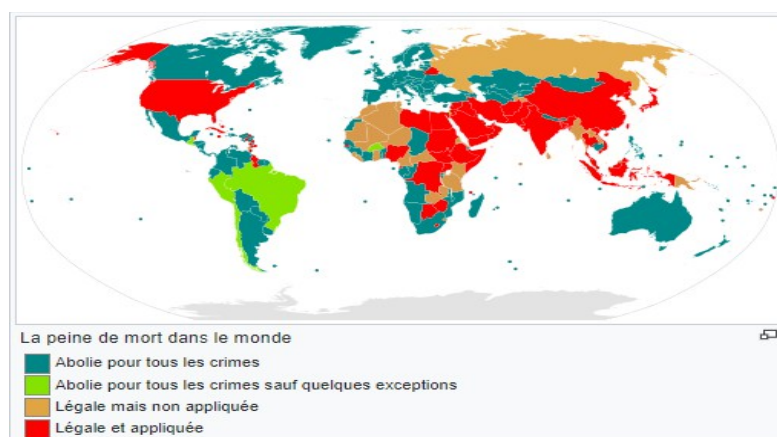 La peine de mort dans le monde
Abolie pour tous les crimes
Abolie pour tous les crimes sauf quelques exceptions
Légale mais non appliquée
Légale et appliquée